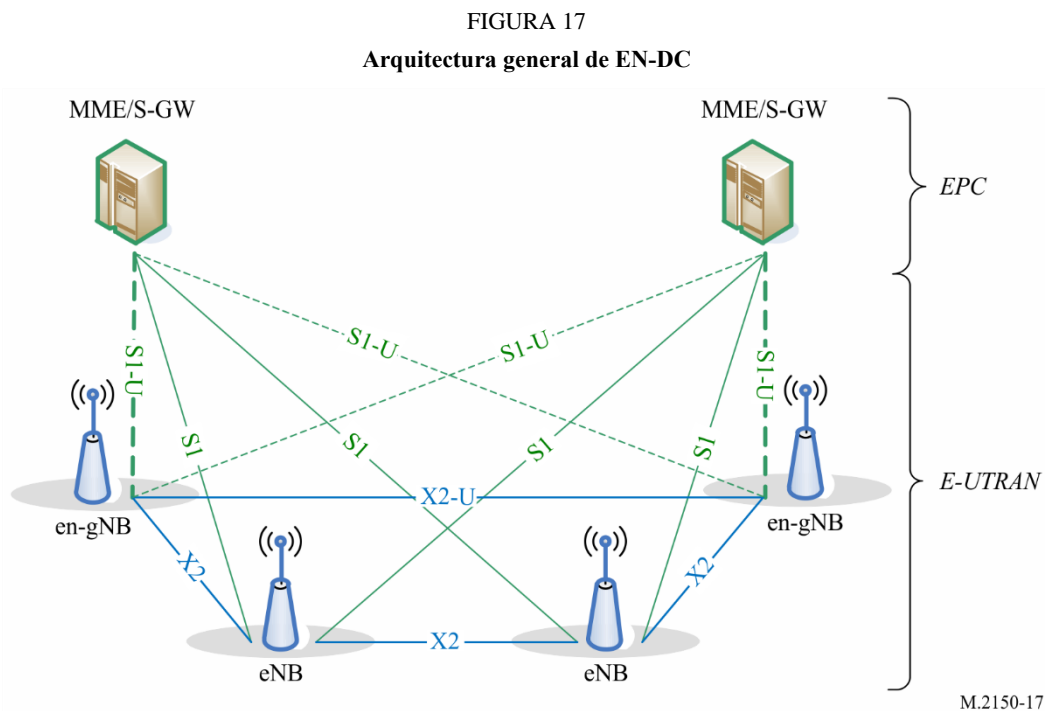 FIGURA 17
Arquitectura general de EN-DC
MME/S-GW
MME/S-GW
EPC
S1-U
S1-U
S1-U
S1-U
S1
S1
S1
S1
E-UTRAN
X2-U
en-gNB
en-gNB
X2
X2
X2
eNB
eNB
M.2150-17